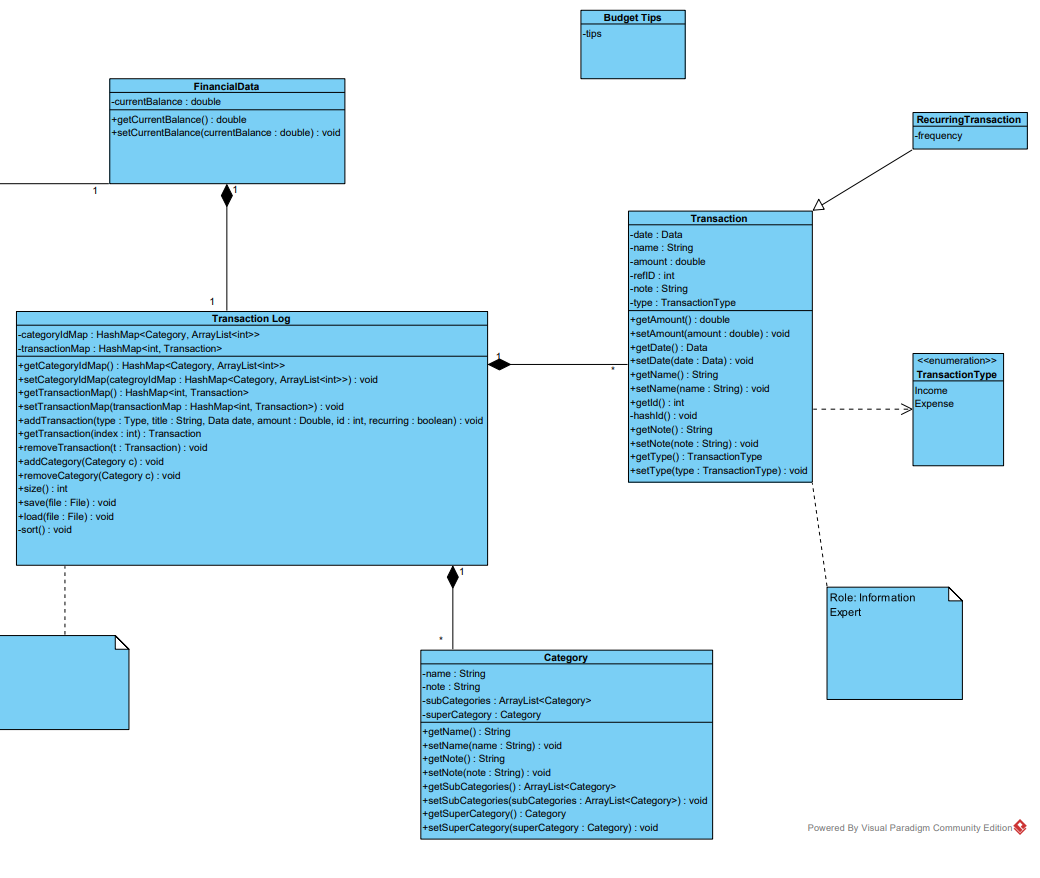 Budget Tips
-tips
FinancialData
-currentBalance : double
+getCurrentBalance() : double
+setCurrentBalance(currentBalance : double) : void
1
1
1
RecurringTransaction
-frequency
Transaction
-date : Data
-name : String
-amount : double
-refID : int
-note : String
-type : TransactionType
+getAmount() : double
+setAmount(amount : double) : void
+getDate() : Data
+setDate(date : Data) : void
+getName() : String
+setName(name : String) : void
+getId() : int
-hashId() : void
+getNote() : String
+setNote(note : String) : void
+getType() : TransactionType
+setType(type : TransactionType) : void
Transaction Log
-categoryIdMap : HashMap<Category, ArrayList<int>>
-transactionMap : HashMap<int, Transaction>
+getCategoryIdMap() : HashMap<Category, ArrayList<int>>
+setCategoryIdMap(categroyIdMap : HashMap<Category, ArrayList<int>>) : void
+getTransactionMap() : HashMap<int, Transaction>
+setTransactionMap(transactionMap : HashMap<int, Transaction>) : void
+addTransaction(type : Type, title : String, Data date, amount : Double, id : int, recurring : boolean) : void
+getTransaction(index : int) : Transaction
+removeTransaction(t : Transaction) : void
+addCategory(Category c) : void
+removeCategory(Category c) : void
+size() : int
+save(file : File) : void
+load(file : File) : void
-sort() : void
1
*
<<enumeration>>
TransactionType
Income
Expense
1
*
Role: Information
Expert
Category
-name : String
-note : String
-subCategories : ArrayList<Category>
-superCategory : Category
+getName() : String
+setName(name : String) : void
+getNote() : String
+setNote(note : String) : void
+getSubCategories() : ArrayList<Category>
+setSubCategories(subCategories : ArrayList<Category>) : void
+getSuperCategory() : Category
+setSuperCategory(superCategory : Category) : void
Powered By Visual Paradigm Community Edition